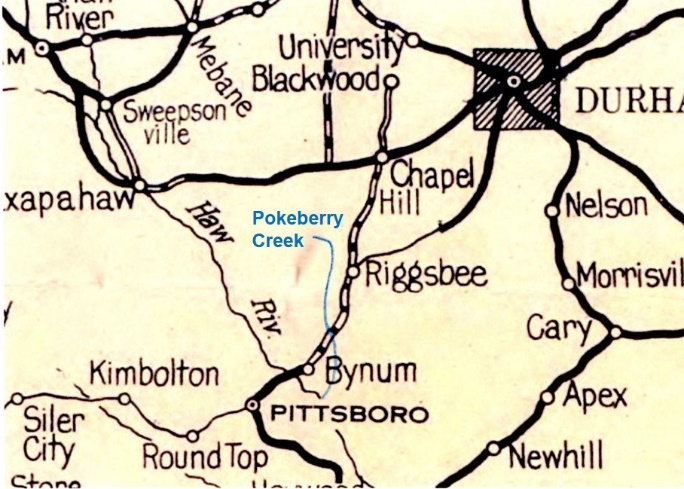 River
M
Mebane
University
Blackwood
DURHA
Sweepson
ville
xapahaw
Chapel
Hill
Haw
Pokeberry
Creek
Nelson
Riggsbee
Morrisvil
y
Riv.
Cary
Kimbolton
Bynum
Apex
PITTSBORO
Siler
City
Round Top
Newhill
Store